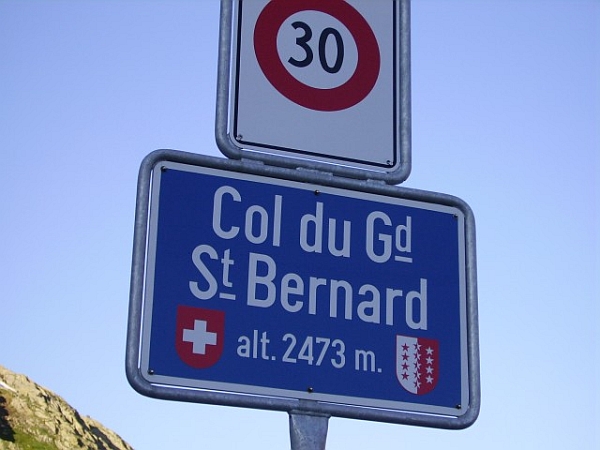 30
Col du Gd
St Bernard
alt. 2473 m.